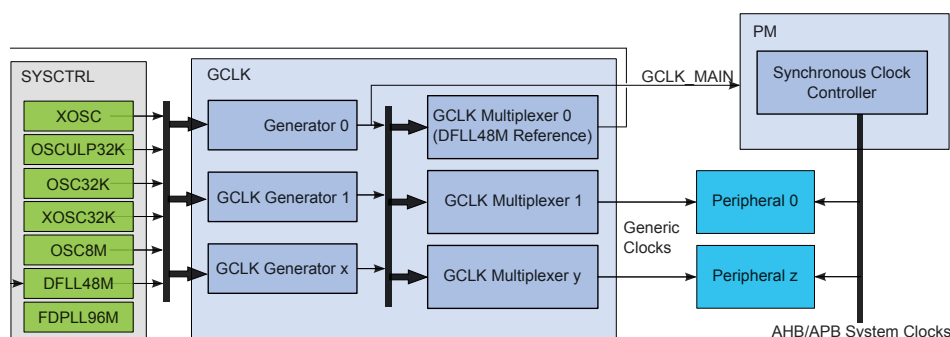 PM
SYSCTRL
GCLK
GCLK_MAIN
Synchronous Clock
Controller
XOSC
Generator 0
GCLK Multiplexer 0
(DFLL48M Reference)
OSCULP32K
OSC32K
GCLK Generator 1
GCLK Multiplexer 1
Peripheral 0
XOSC32K
Generic
Clocks
OSC8M
GCLK Generator x
GCLK Multiplexer y
Peripheral z
DFLL48M
FDPLL96M
AHB/APB System Clocks